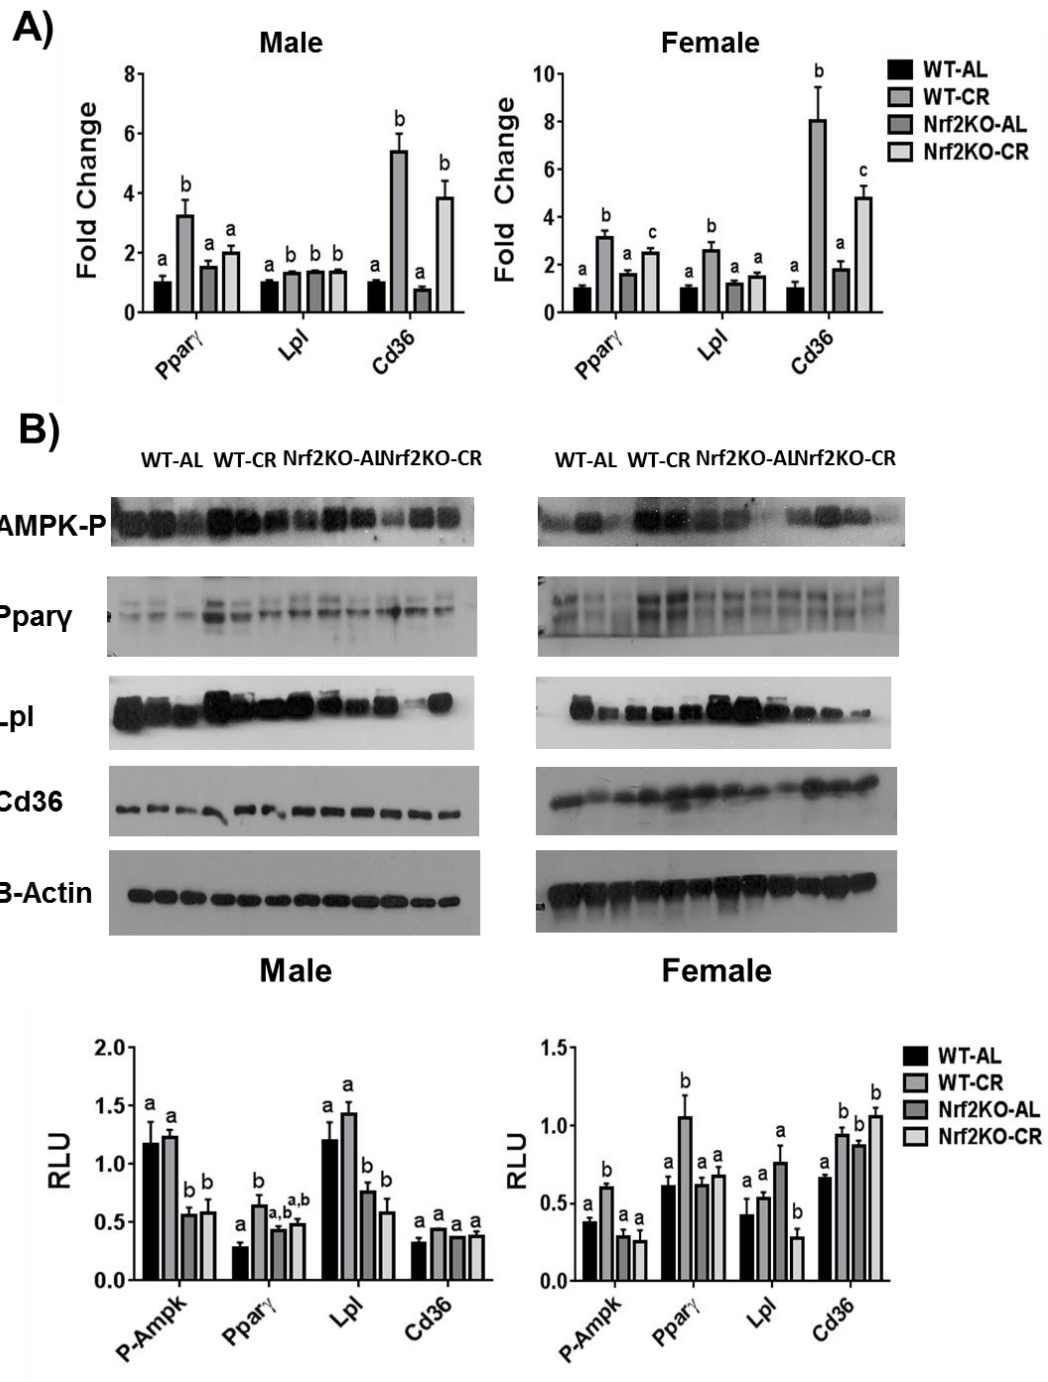 A)
Male
Female
Fold Change
8
6
4
2
0
a b a a
a b b b
a b a b
Pparγ
Lpl
Cd36
Fold Change
10
8
6
4
2
0
a b a c
a b a a
a b a c
Pparγ
Lpl
Cd36
WT-AL
WT-CR
Nrf2KO-AL
Nrf2KO-CR
B)
WT-AL WT-CR Nrf2KO-AL Nrf2KO-CR
WT-AL WT-CR Nrf2KO-AL Nrf2KO-CR
AMPK-P
Pparγ
Lpl
Cd36
B-Actin
Male
Female
RLU
2.0
1.5
1.0
0.5
0.0
a a b b
a b a,b a,b
a a b b
a a a a
P-Ampk
Pparγ
Lpl
Cd36
RLU
1.5
1.0
0.5
0.0
a b a a
a b a a
a a a b
a b b b
P-Ampk
Pparγ
Lpl
Cd36
WT-AL
WT-CR
Nrf2KO-AL
Nrf2KO-CR